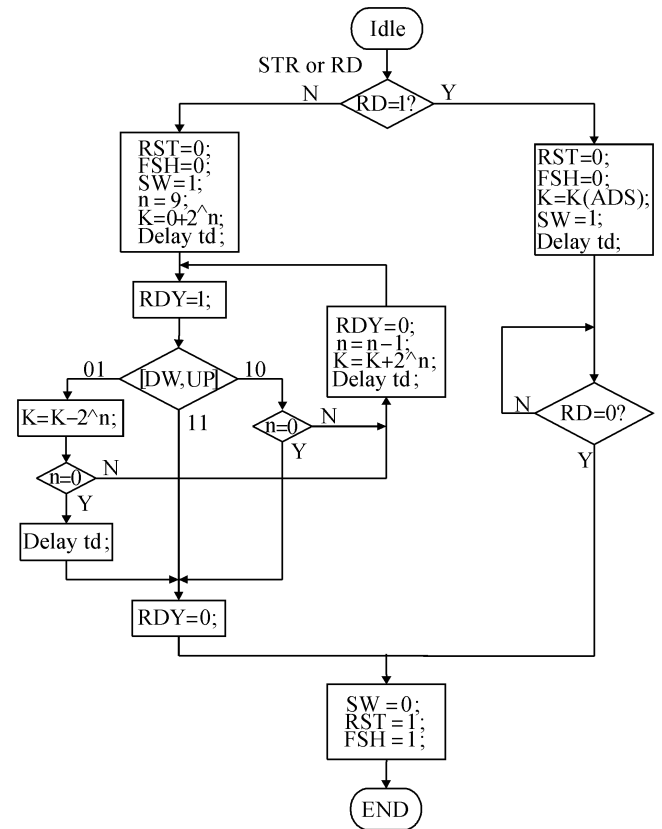 Idle
STR or RD
RD=1?
N
Y
RST=0;
FSH=0;
SW=1;
n=9;
K=0+2^n;
Delay td;
RST=0;
FSH=0;
K=K(ADS);
SW=1;
Delay td;
RDY=1;
RDY=0;
n=n-1;
K=K+2^n;
Delay td;
[DW,UP]
01
10
11
K=K-2^n;
n=0
N
Y
n=0
N
Y
Delay td;
RD=0?
N
Y
RDY=0;
SW=0;
RST=1;
FSH=1;
END